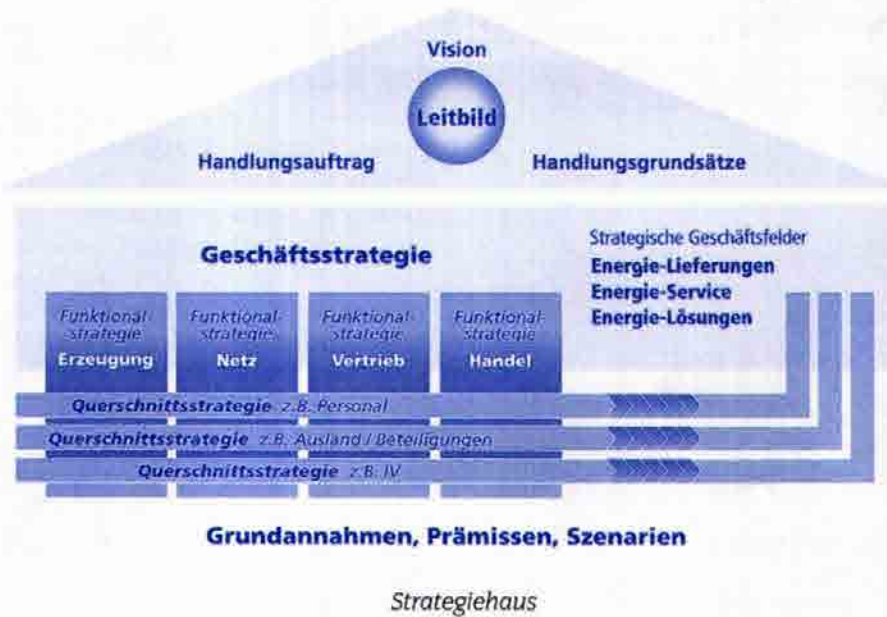 Vision
Leitbild
Handlungsauftrag
Handlungsgrundsätze
Geschäftsstrategie
Strategische Geschäftsfelder
Energie-Lieferungen
Energie-Service
Energie-Lösungen
Funktional-
strategie
Erzeugung
Funktional-
strategie
Netz
Funktional-
strategie
Vertrieb
Funktional-
strategie
Handel
Querschnittsstrategie z.B. Personal
Querschnittsstrategie z.B. Ausland / Beteiligungen
Querschnittsstrategie z.B. IV
Grundannahmen, Prämissen, Szenarien
Strategiehaus